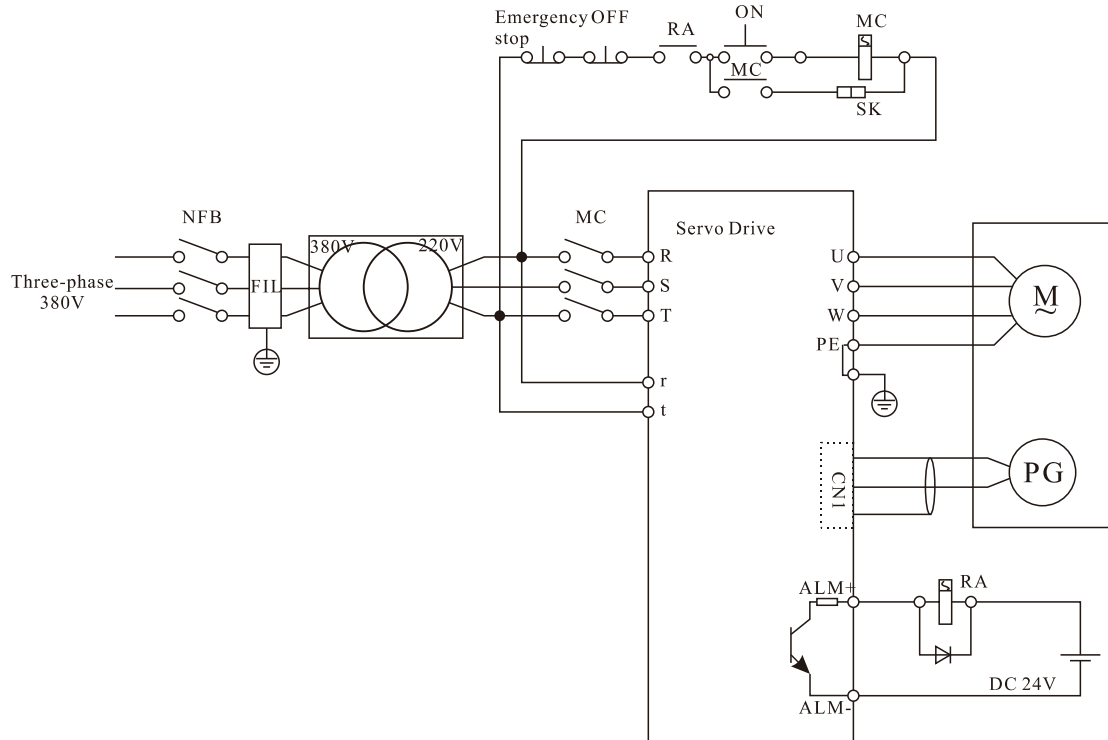 Emergency OFF
stop
RA
ON
MC
MC
SK
NFB
MC
Servo Drive
380V
220V
Three-phase
380V
FIL
R
S
T
r
t
U
V
W
PE
M
~
CN1
PG
ALM+
RA
DC 24V
ALM-